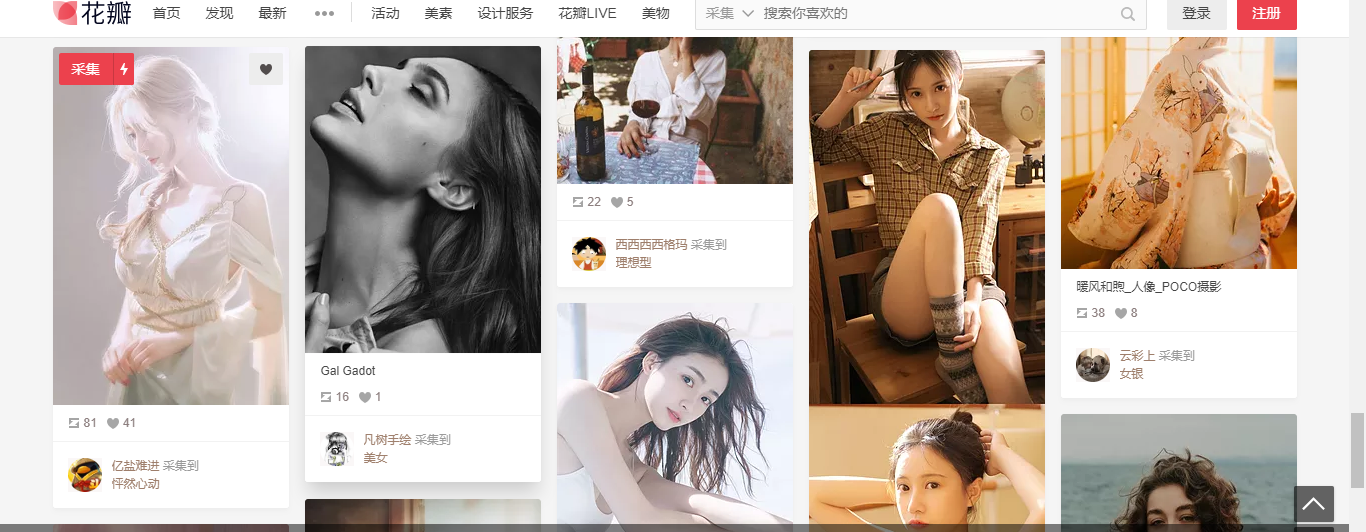 花瓣 首页 发现 最新 ••• 活动 美素 设计服务 花瓣LIVE 美物 采集 搜索你喜欢的 登录 注册
采集
81 41
亿盐难进 采集到
怦然心动
Gal Gadot
16 1
凡树手绘 采集到
美女
22 5
西西西西格玛 采集到
理想型
暖风和煦_人像_POCO摄影
38 8
云彩上 采集到
女银